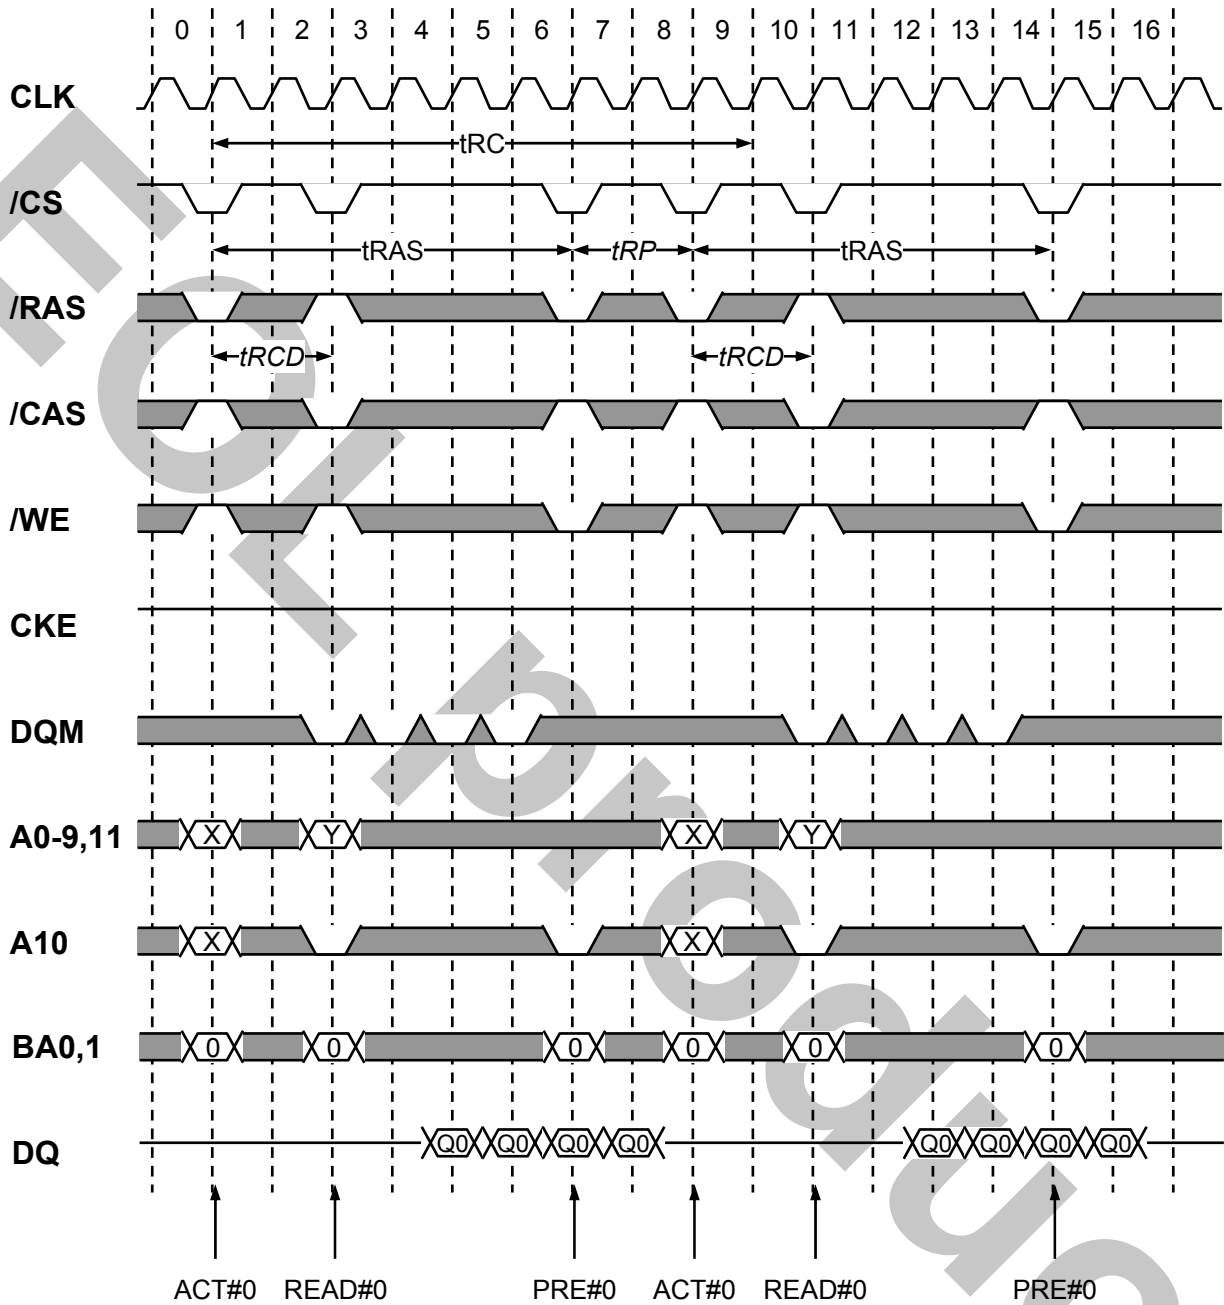 0 1 2 3 4 5 6 7 8 9 10 11 12 13 14 15 16
CLK
tRC
/CS
tRAS tRP tRAS
/RAS
tRCD tRCD
/CAS
/WE
CKE
DQM
A0-9,11 X Y X Y
A10 X X
BA0,1 0 0 0 0 0 0
DQ Q0 Q0 Q0 Q0 Q0 Q0 Q0 Q0
ACT#0 READ#0 PRE#0 ACT#0 READ#0 PRE#0
ECL produc